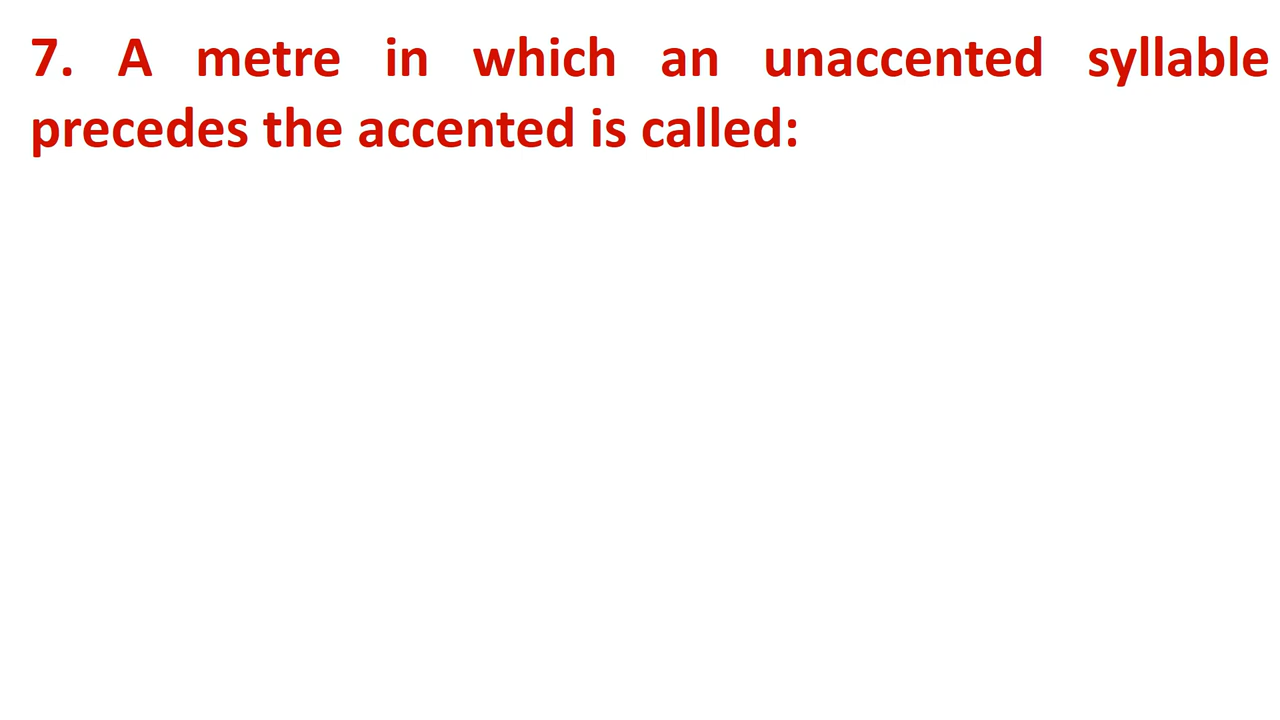 7. A metre in which an unaccented syllable
precedes the accented is called: